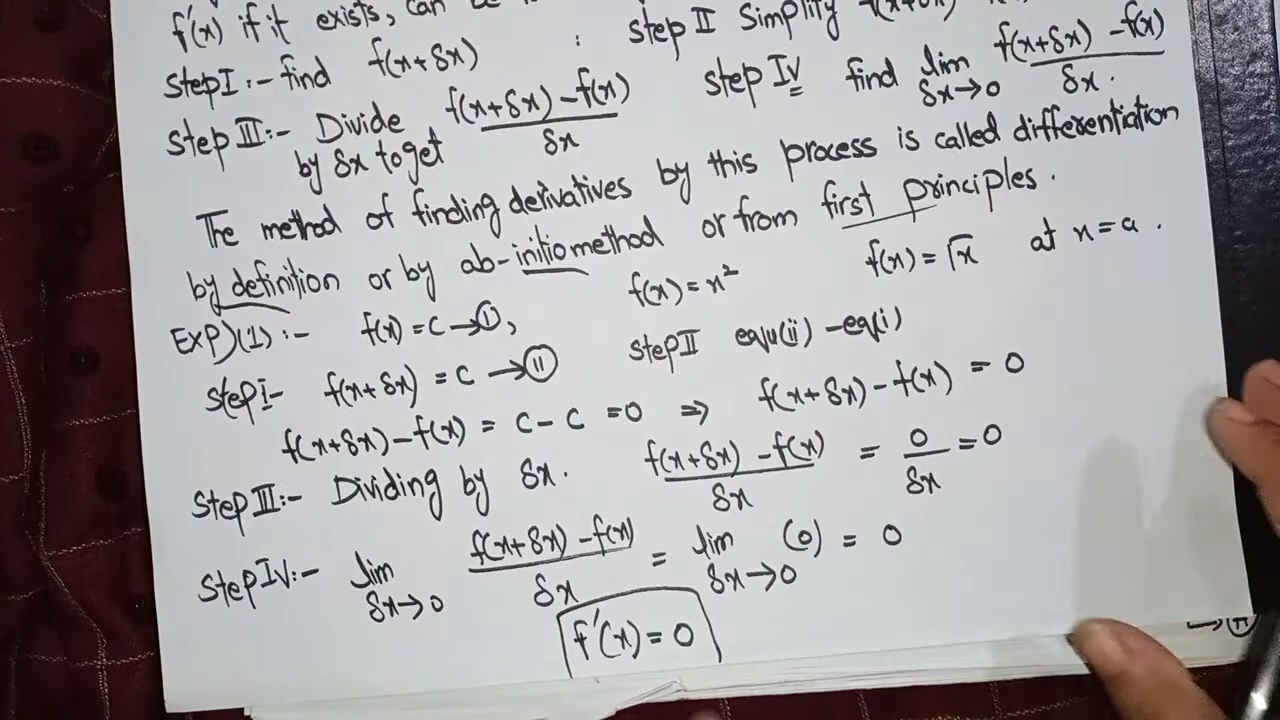 f'(x) if it exists, can be
step II Simplify f(x+δx)
stepI:- find f(x+δx) :
step IV find lim δx→0 f(x+δx) -f(x) / δx.
step III:- Divide by δx to get f(x+δx) -f(x) / δx
The method of finding derivatives by this process is called differentiation
by definition or by ab-initio method or from first principles.
f(x) = x² f(x) = √x at x=a.
EXP)(1):- f(x) = C →Ⓘ,
step II equ(ii) -eq(i)
stepI- f(x+δx) = C →(II)
f(x+δx) -f(x) = C - C = 0 ⇒ f(x+δx) - f(x) = 0
step III:- Dividing by δx. f(x+δx) -f(x) / δx = 0 / δx = 0
step IV:- lim δx→0 f(x+δx) -f(x) / δx = lim δx→0 (0) = 0
f'(x) = 0